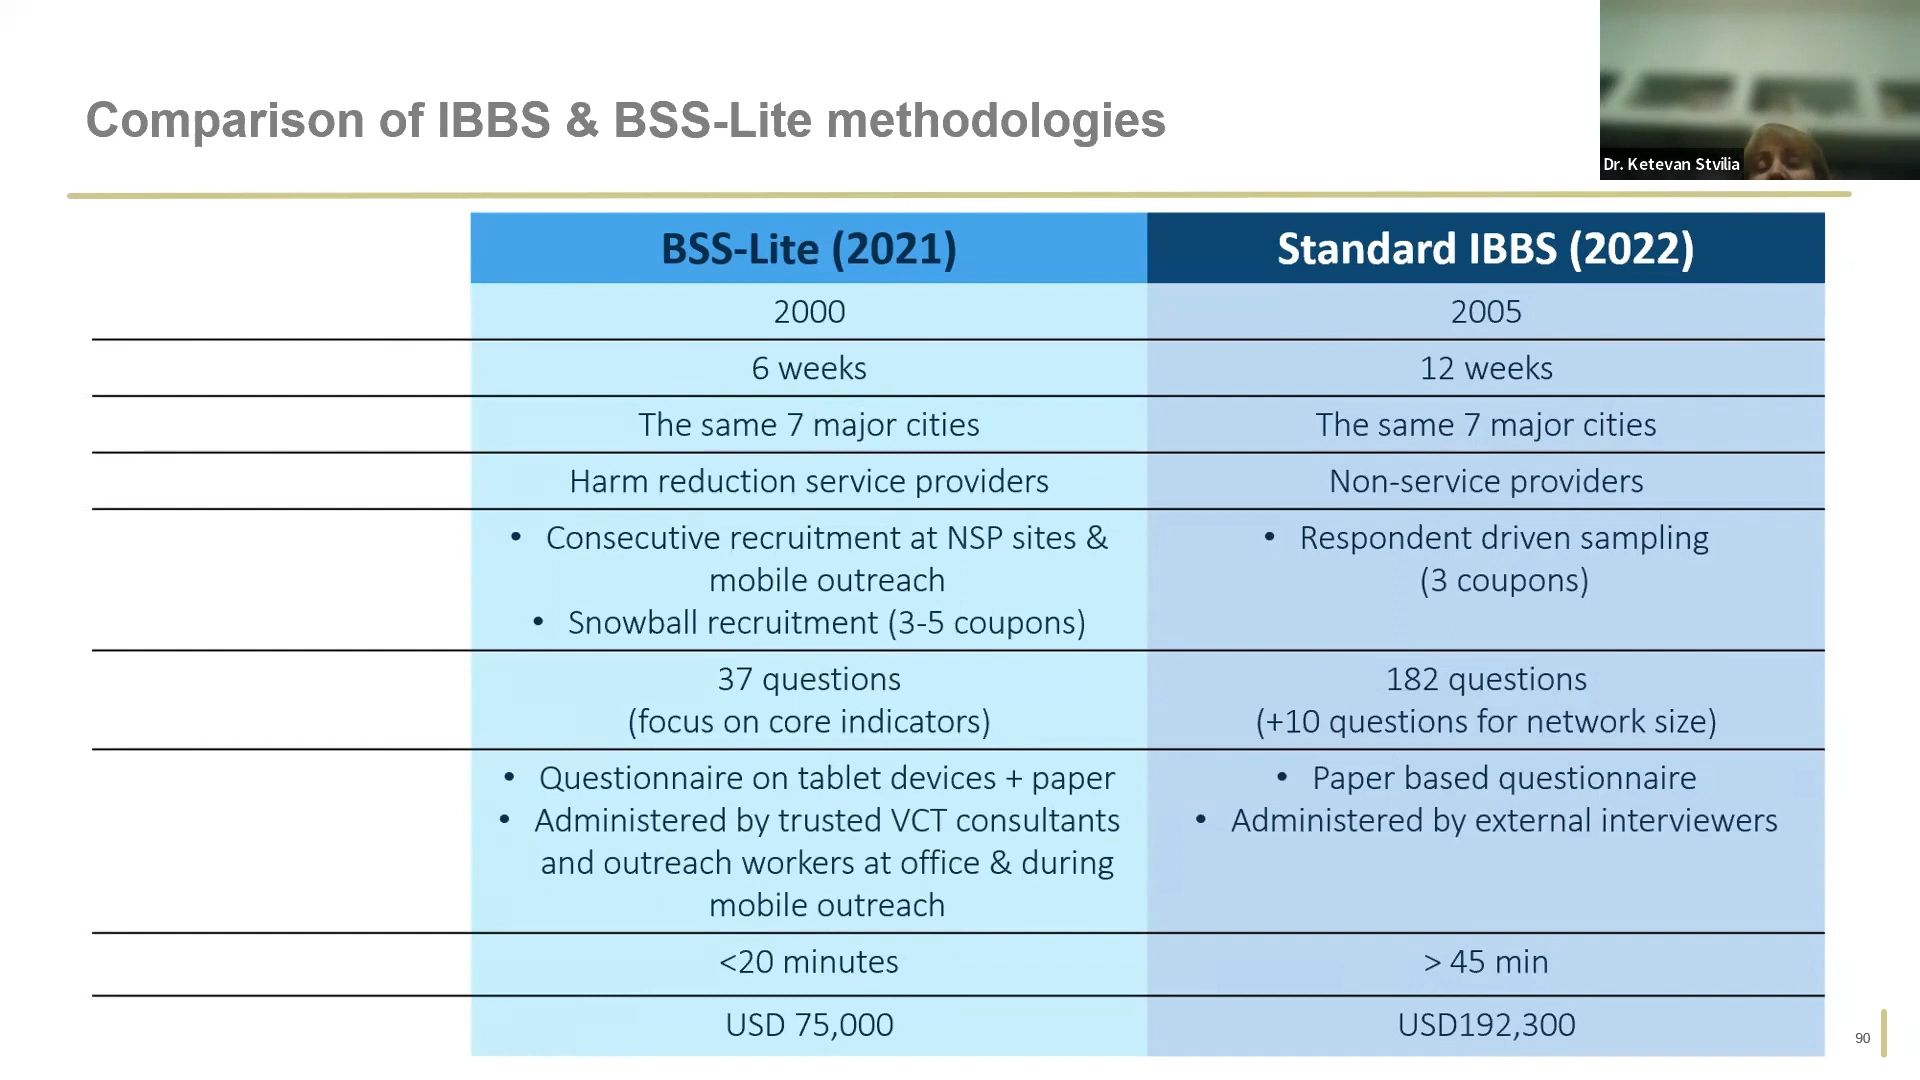 Comparison of IBBS & BSS-Lite methodologies
Dr. Ketevan Stvilia
BSS-Lite (2021)
Standard IBBS (2022)
2000
2005
6 weeks
12 weeks
The same 7 major cities
The same 7 major cities
Harm reduction service providers
Non-service providers
• Consecutive recruitment at NSP sites &
mobile outreach
• Snowball recruitment (3-5 coupons)
• Respondent driven sampling
(3 coupons)
37 questions
(focus on core indicators)
182 questions
(+10 questions for network size)
• Questionnaire on tablet devices + paper
• Administered by trusted VCT consultants
and outreach workers at office & during
mobile outreach
• Paper based questionnaire
• Administered by external interviewers
<20 minutes
> 45 min
USD 75,000
USD192,300
90